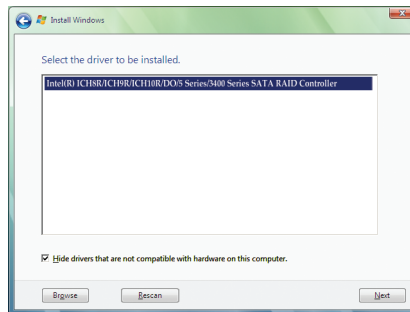 Install Windows
Select the driver to be installed.
Intel(R) ICH8R/ICH9R/ICH10R/DO/5 Series/3400 Series SATA RAID Controller
Hide drivers that are not compatible with hardware on this computer.
Browse Rescan Next